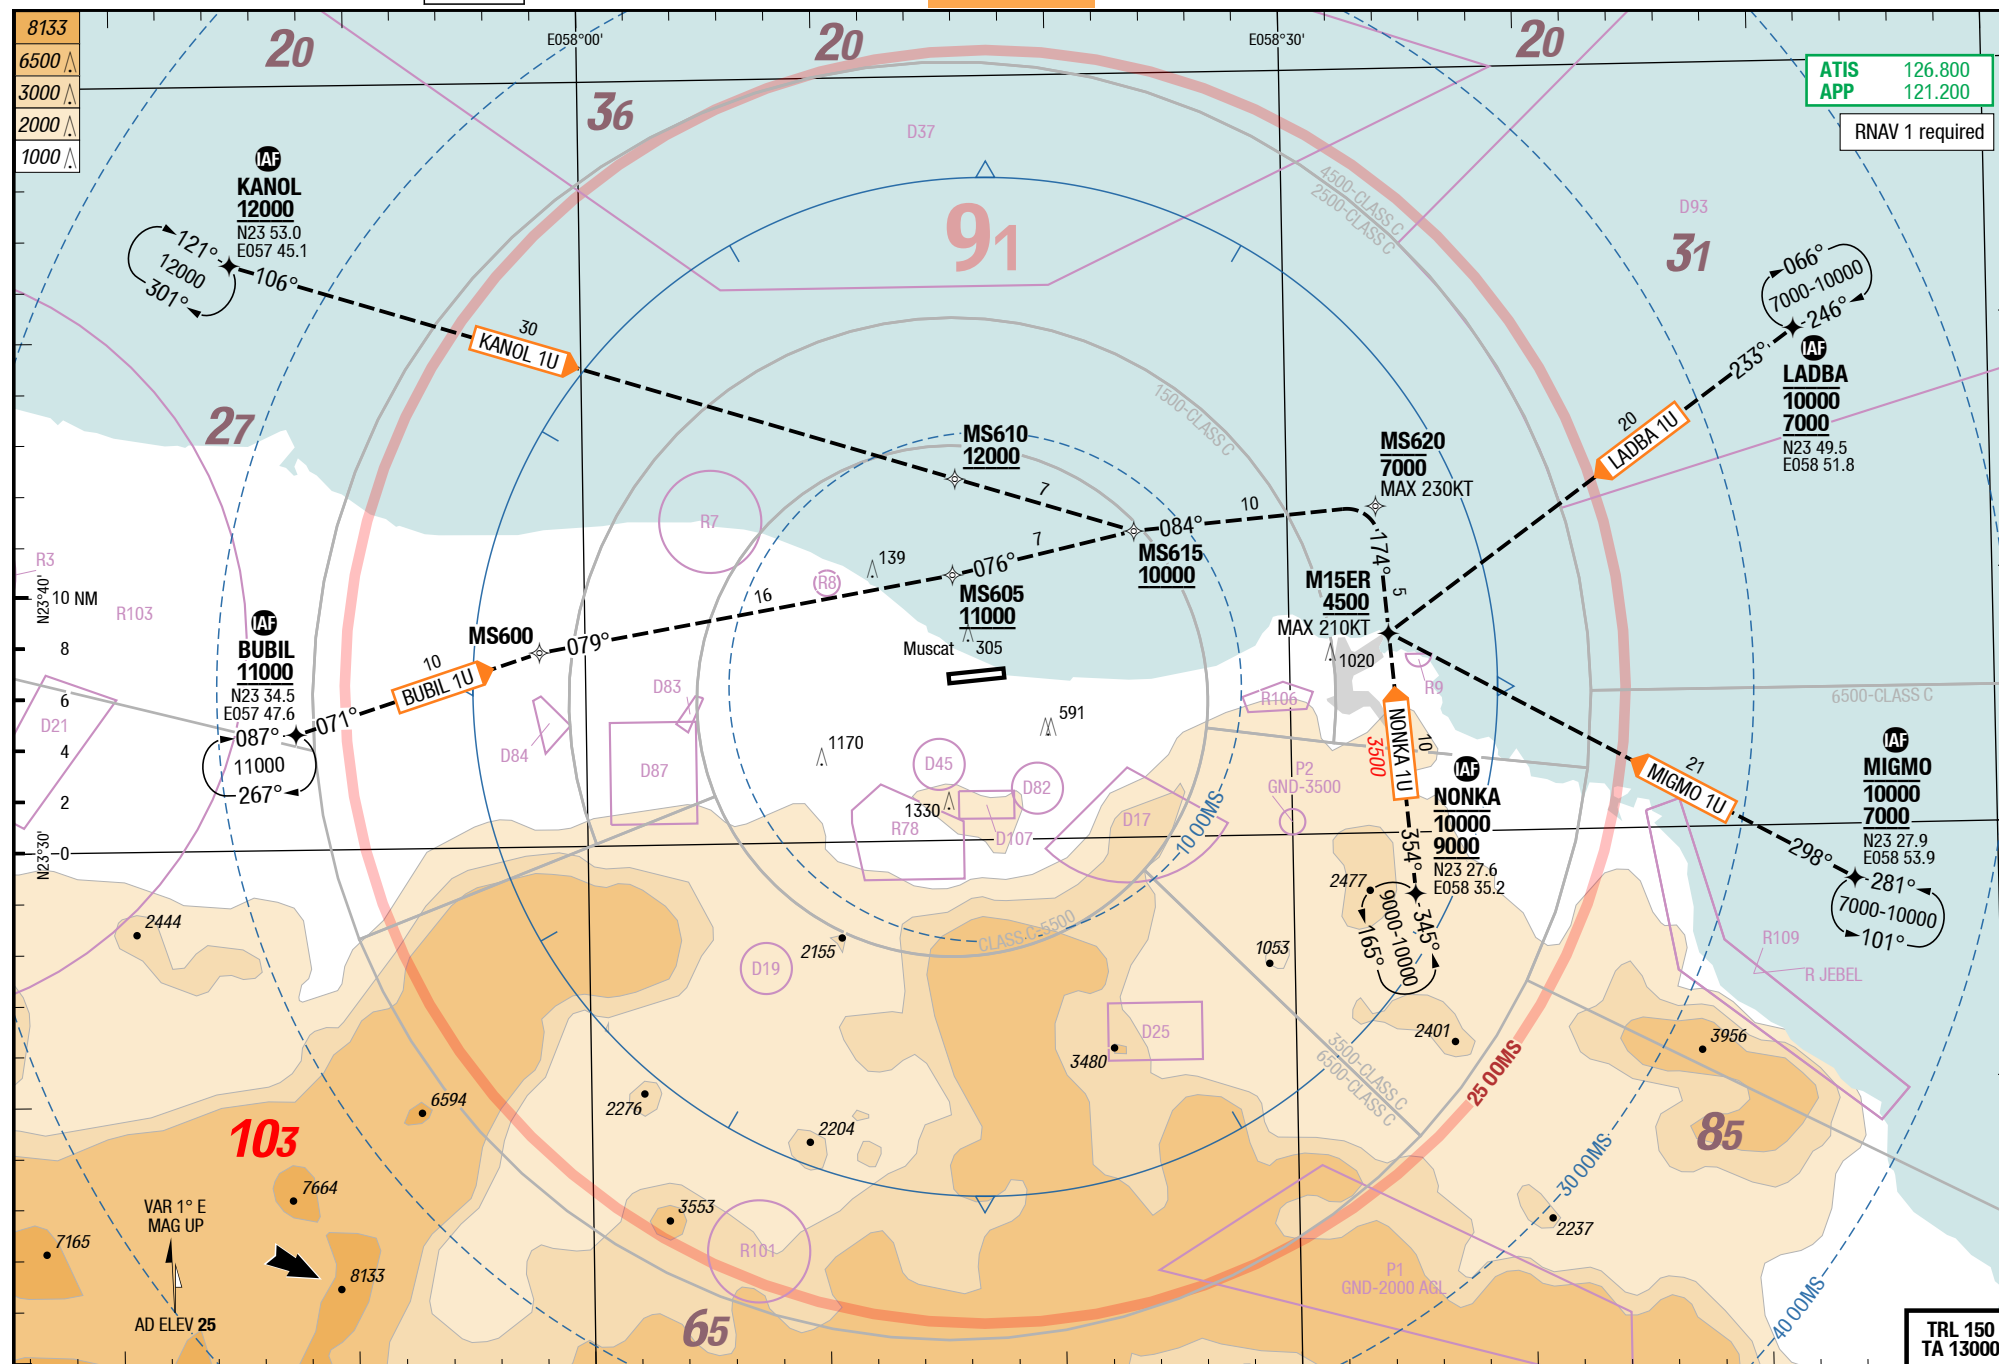 8133
6500
3000
2000
1000
20
E058°00'
20
E058°30'
20
ATIS 126.800
APP 121.200
RNAV 1 required
36
D37
4500-CLASS C
2500-CLASS C
D93
31
91
IAF
KANOL
12000
N23 53.0
E057 45.1
121°
12000
301°
106°
30
KANOL 1U
066°
7000-10000
246°
IAF
LADBA
10000
7000
N23 49.5
E058 51.8
233°
20
LADBA 1U
27
1500-CLASS C
MS610
12000
7
MS620
7000
MAX 230KT
R7
R8
139
084°
10
174°
5
MS615
10000
7
076°
MS605
11000
16
R3
R103
N23°40'
10 NM
8
6
4
2
0
N23°30'
IAF
BUBIL
11000
N23 34.5
E057 47.6
087°
11000
267°
071°
10
BUBIL 1U
MS600
079°
Muscat
305
M15ER
4500
MAX 210KT
1020
R9
R106
6500-CLASS C
D21
D83
D84
D87
591
1170
D45
D82
1330
R78
D107
D17
10 00MS
P2
GND-3500
3500
NONKA 1U
10
IAF
NONKA
10000
9000
N23 27.6
E058 35.2
354°
345°
9000-10000
165°
21
MIGMO 1U
298°
IAF
MIGMO
10000
7000
N23 27.9
E058 53.9
281°
7000-10000
101°
2477
2444
2155
CLASS C-5500
1053
R109
R JEBEL
D19
D25
3480
2401
3956
3500-CLASS C
6500-CLASS C
25 00MS
6594
2276
2204
103
85
7664
VAR 1° E
MAG UP
3553
30 00MS
2237
7165
8133
R101
P1
GND-2000 AGL
AD ELEV 25
65
40 00MS
TRL 150
TA 13000